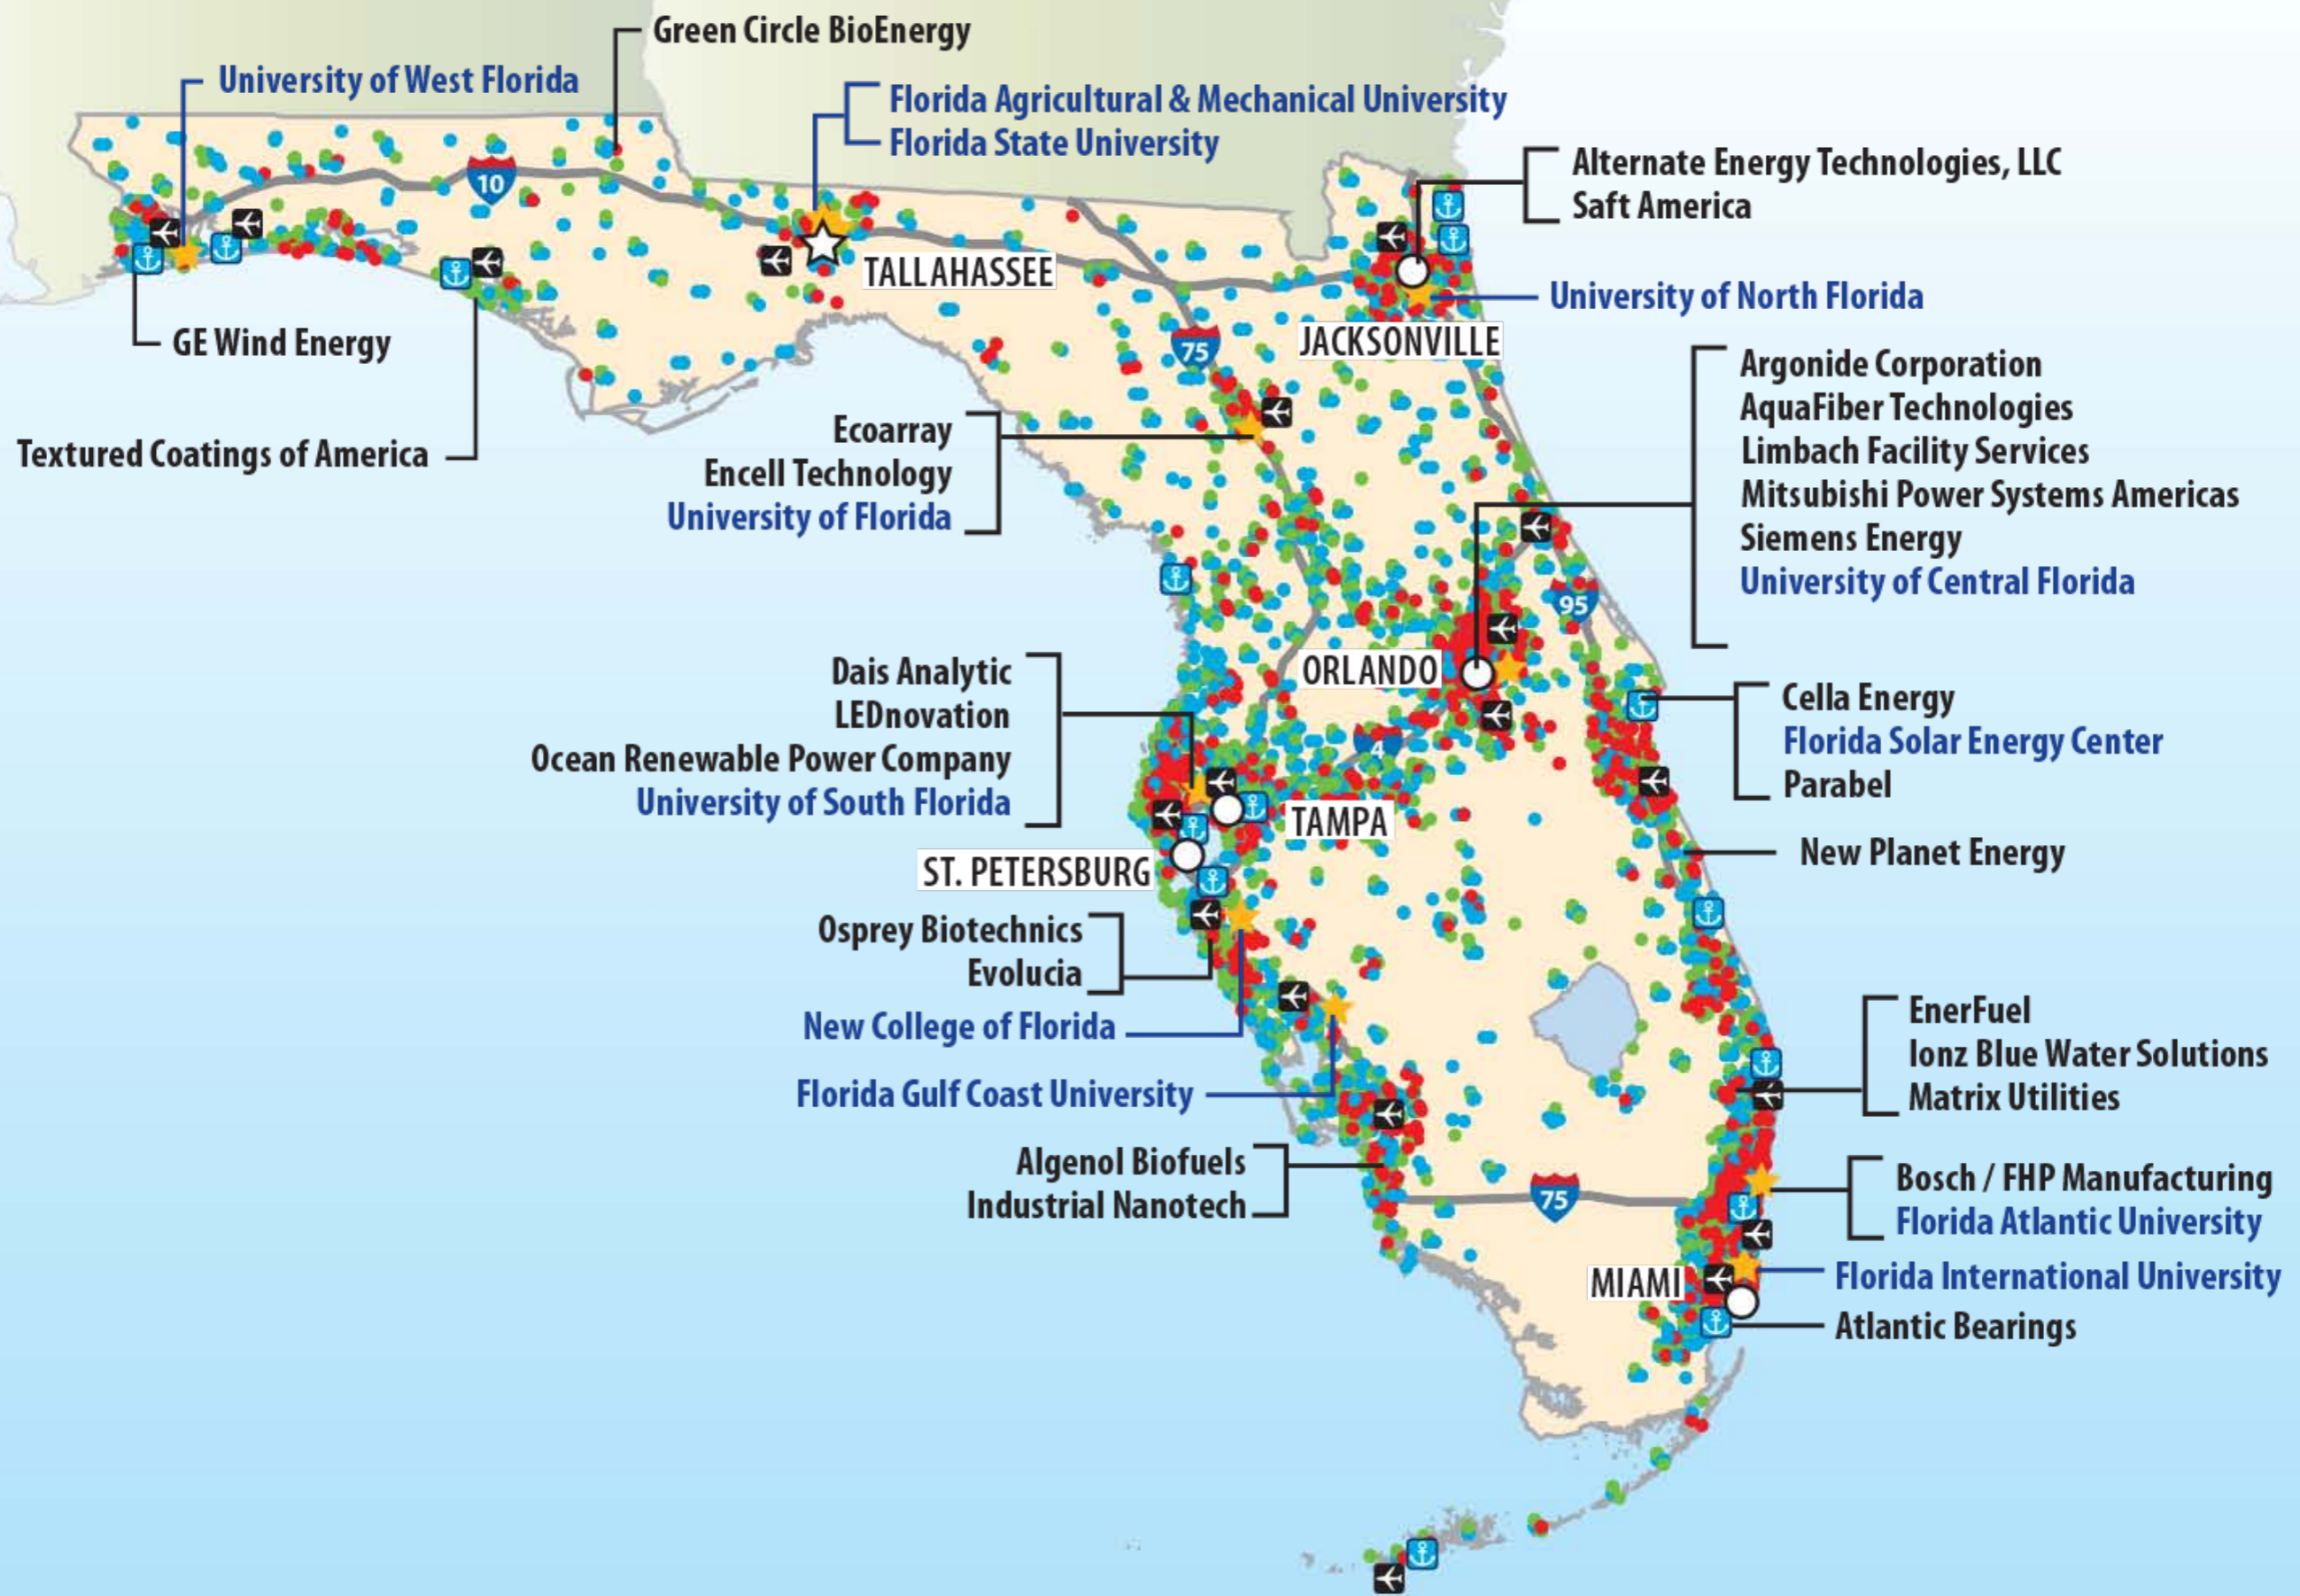 Green Circle BioEnergy
University of West Florida
Florida Agricultural & Mechanical University
Florida State University
10
TALLAHASSEE
Alternate Energy Technologies, LLC
Saft America
University of North Florida
JACKSONVILLE
GE Wind Energy
Textured Coatings of America
75
Ecoarray
Encell Technology
University of Florida
Argonide Corporation
AquaFiber Technologies
Limbach Facility Services
Mitsubishi Power Systems Americas
Siemens Energy
University of Central Florida
95
ORLANDO
Dais Analytic
LEDnovation
Ocean Renewable Power Company
University of South Florida
4
Cella Energy
Florida Solar Energy Center
Parabel
TAMPA
New Planet Energy
ST. PETERSBURG
Osprey Biotechnics
Evolucia
New College of Florida
Florida Gulf Coast University
EnerFuel
Ionz Blue Water Solutions
Matrix Utilities
Algenol Biofuels
Industrial Nanotech
75
Bosch / FHP Manufacturing
Florida Atlantic University
MIAMI
Florida International University
Atlantic Bearings